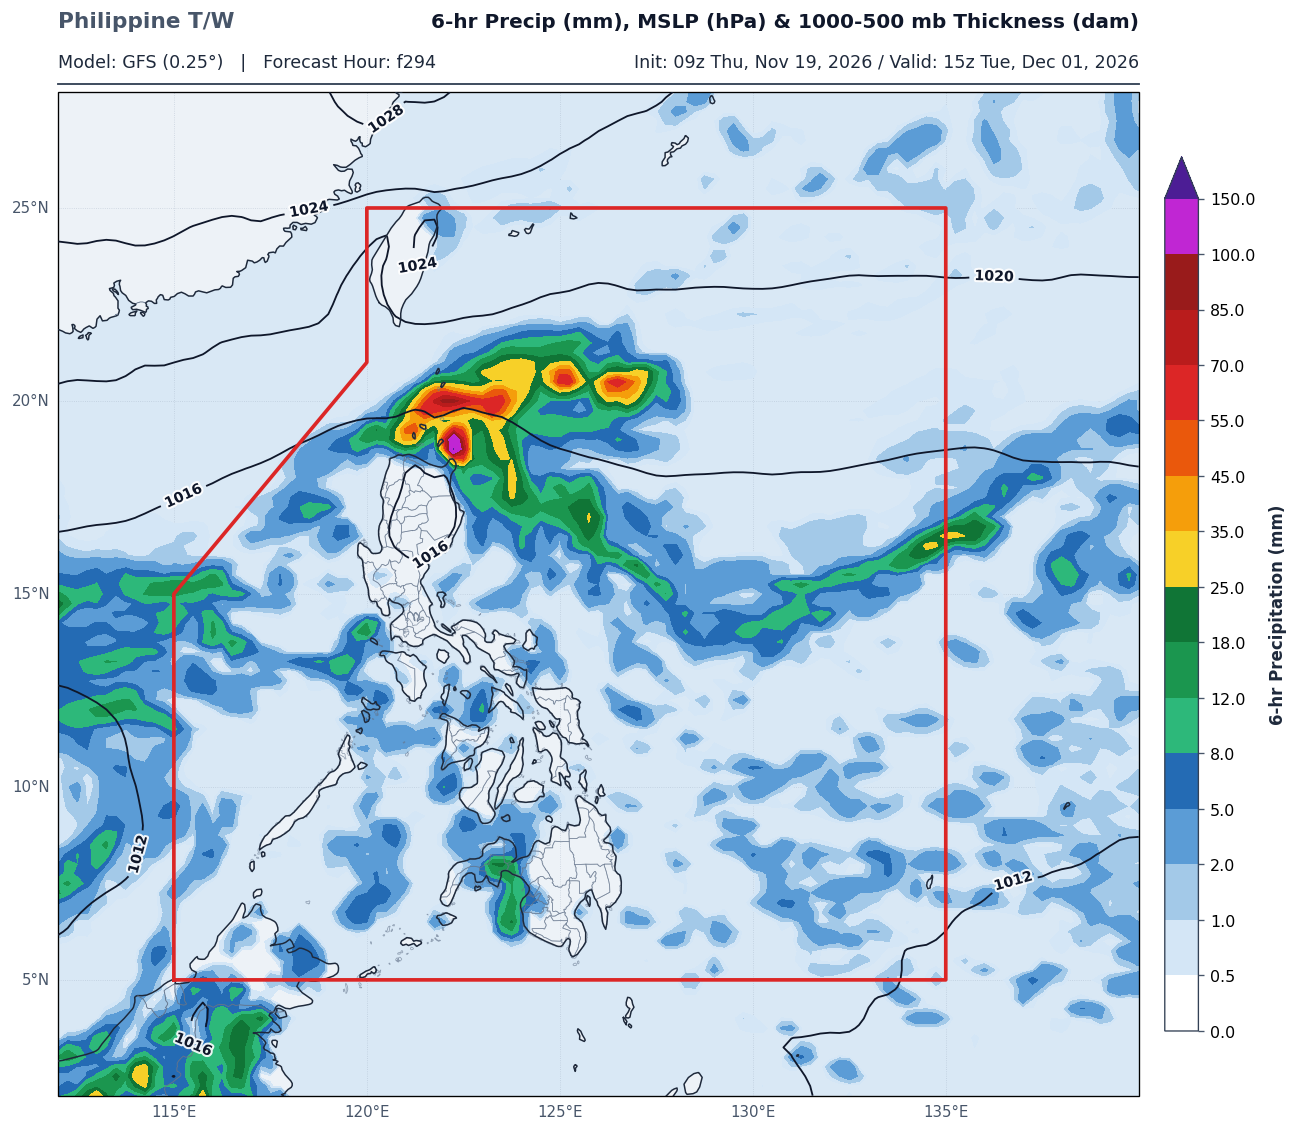 Philippine T/W
6-hr Precip (mm), MSLP (hPa) & 1000-500 mb Thickness (dam)
Model: GFS (0.25°) | Forecast Hour: f294
Init: 09z Thu, Nov 19, 2026 / Valid: 15z Tue, Dec 01, 2026
1028
1024
1024
1020
1016
1016
1012
1012
1016
25°N
20°N
15°N
10°N
5°N
115°E
120°E
125°E
130°E
135°E
150.0
100.0
85.0
70.0
55.0
45.0
35.0
25.0
18.0
12.0
8.0
5.0
2.0
1.0
0.5
0.0
6-hr Precipitation (mm)